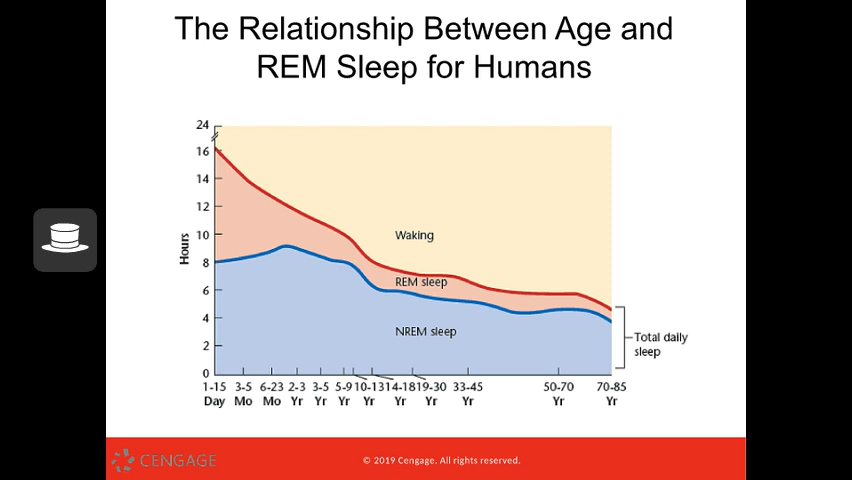 The Relationship Between Age and
REM Sleep for Humans
24
16
14
12
10
8
6
4
2
0
Hours
Waking
REM sleep
NREM sleep
Total daily
sleep
1-15 3-5 6-23 2-3 3-5 5-9 10-13 14-18 19-30 33-45 50-70 70-85
Day Mo Mo Yr Yr Yr Yr Yr Yr Yr Yr Yr
CENGAGE
© 2019 Cengage. All rights reserved.